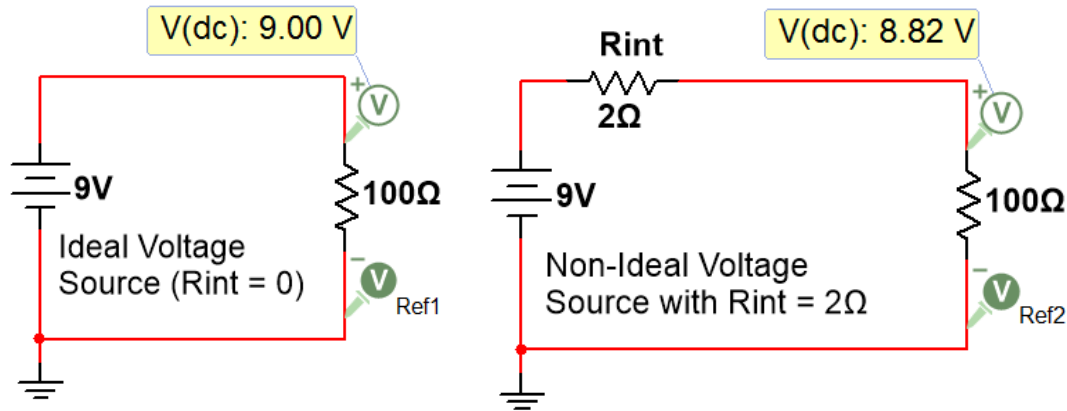 V(dc): 9.00 V
9V
100Ω
Ideal Voltage
Source (Rint = 0)
+
V
−
V
Ref1
V(dc): 8.82 V
Rint
2Ω
9V
100Ω
Non-Ideal Voltage
Source with Rint = 2Ω
+
V
−
V
Ref2